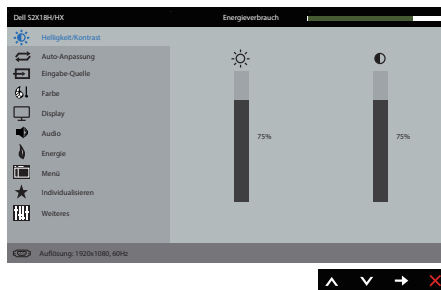 Dell S2X18H/HX
Energieverbrauch
Helligkeit/Kontrast
Auto-Anpassung
Eingabe-Quelle
Farbe
Display
Audio
Energie
Menü
Individualisieren
Weiteres
75%
75%
Auflösung: 1920x1080, 60Hz